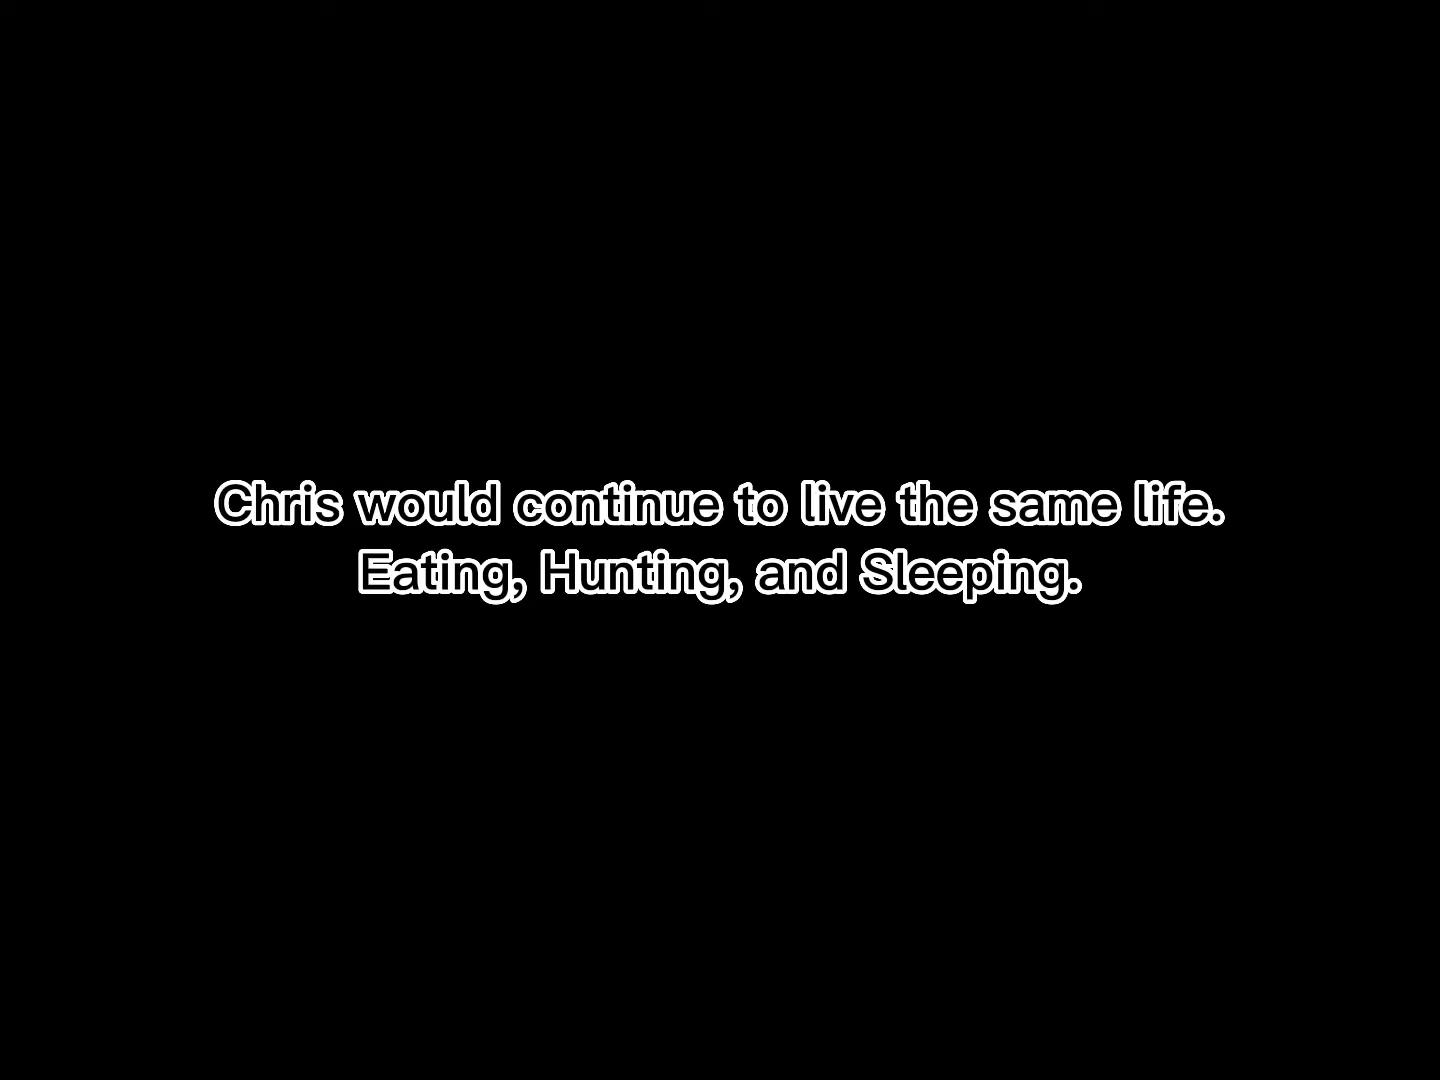 Chris would continue to live the same life.
Eating, Hunting, and Sleeping.